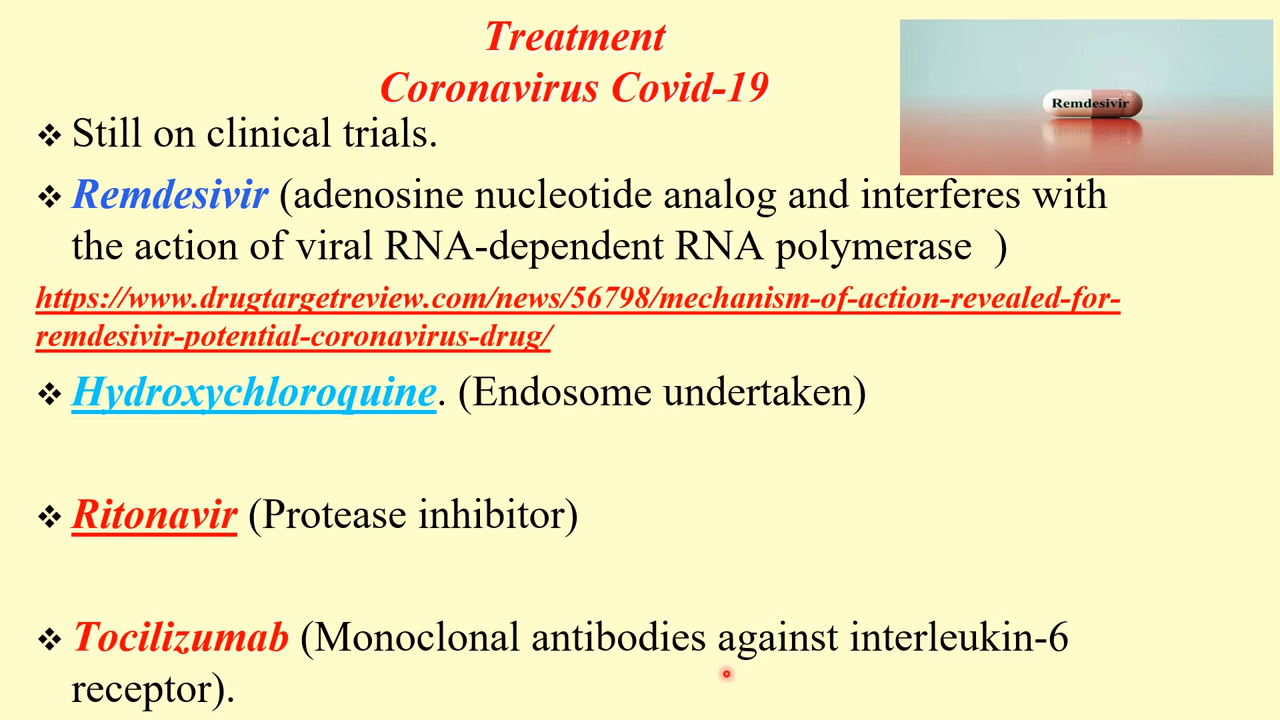 Treatment
Coronavirus Covid-19
Remdesivir
❖ Still on clinical trials.
❖ Remdesivir (adenosine nucleotide analog and interferes with
the action of viral RNA-dependent RNA polymerase  )
https://www.drugtargetreview.com/news/56798/mechanism-of-action-revealed-for-
remdesivir-potential-coronavirus-drug/
❖ Hydroxychloroquine. (Endosome undertaken)
❖ Ritonavir (Protease inhibitor)
❖ Tocilizumab (Monoclonal antibodies against interleukin-6
receptor).